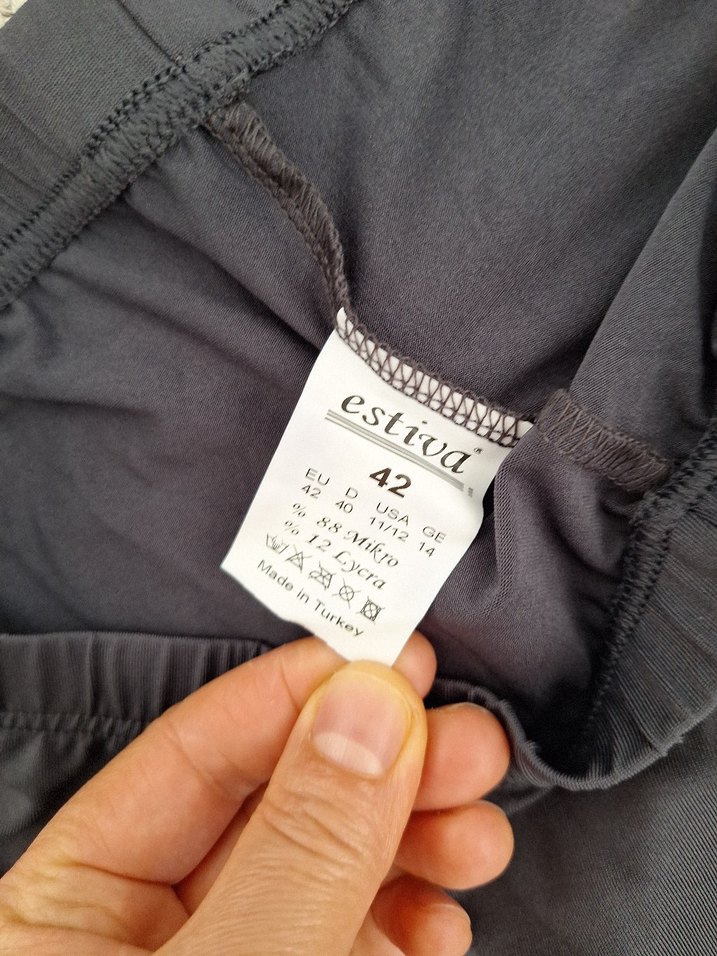 estiva®
42
EU D USA GE
42 40 11/12 14
% 88 Mikro
% 12 Lycra
Made in Turkey